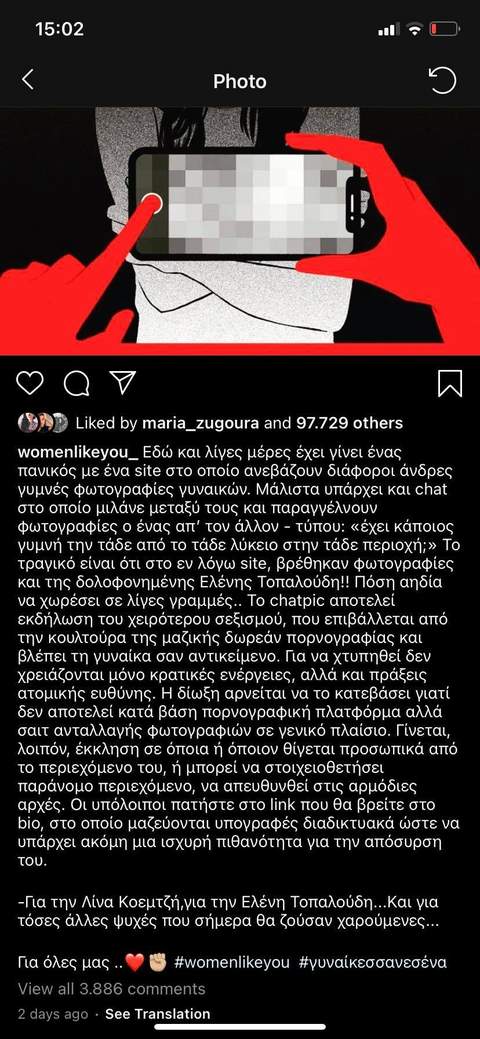 15:02
Photo
Liked by maria_zugoura and 97.729 others
womenlikeyou_ Εδώ και λίγες μέρες έχει γίνει ένας
πανικός με ένα site στο οποίο ανεβάζουν διάφοροι άνδρες
γυμνές φωτογραφίες γυναικών. Μάλιστα υπάρχει και chat
στο οποίο μιλάνε μεταξύ τους και παραγγέλνουν
φωτογραφίες ο ένας απ’ τον άλλον - τύπου: «έχει κάποιος
γυμνή την τάδε από το τάδε λύκειο στην τάδε περιοχή;» Το
τραγικό είναι ότι στο εν λόγω site, βρέθηκαν φωτογραφίες
και της δολοφονημένης Ελένης Τοπαλούδη!! Πόση αηδία
να χωρέσει σε λίγες γραμμές.. Το chatpic αποτελεί
εκδήλωση του χειρότερου σεξισμού, που επιβάλλεται από
την κουλτούρα της μαζικής δωρεάν πορνογραφίας και
βλέπει τη γυναίκα σαν αντικείμενο. Για να χτυπηθεί δεν
χρειάζονται μόνο κρατικές ενέργειες, αλλά και πράξεις
ατομικής ευθύνης. Η δίωξη αρνείται να το κατεβάσει γιατί
δεν αποτελεί κατά βάση πορνογραφική πλατφόρμα αλλά
σαιτ ανταλλαγής φωτογραφιών σε γενικό πλαίσιο. Γίνεται,
λοιπόν, έκκληση σε όποια ή όποιον θίγεται προσωπικά από
το περιεχόμενο του, ή μπορεί να στοιχειοθετήσει
παράνομο περιεχόμενο, να απευθυνθεί στις αρμόδιες
αρχές. Οι υπόλοιποι πατήστε στο link που θα βρείτε στο
bio, στο οποίο μαζεύονται υπογραφές διαδικτυακά ώστε να
υπάρχει ακόμη μια ισχυρή πιθανότητα για την απόσυρση
του.
-Για την Λίνα Κοεμτζή,για την Ελένη Τοπαλούδη...Και για
τόσες άλλες ψυχές που σήμερα θα ζούσαν χαρούμενες...
Για όλες μας ..❤️✊🏼 #womenlikeyou #γυναίκεσσανεσένα
View all 3.886 comments
2 days ago · See Translation